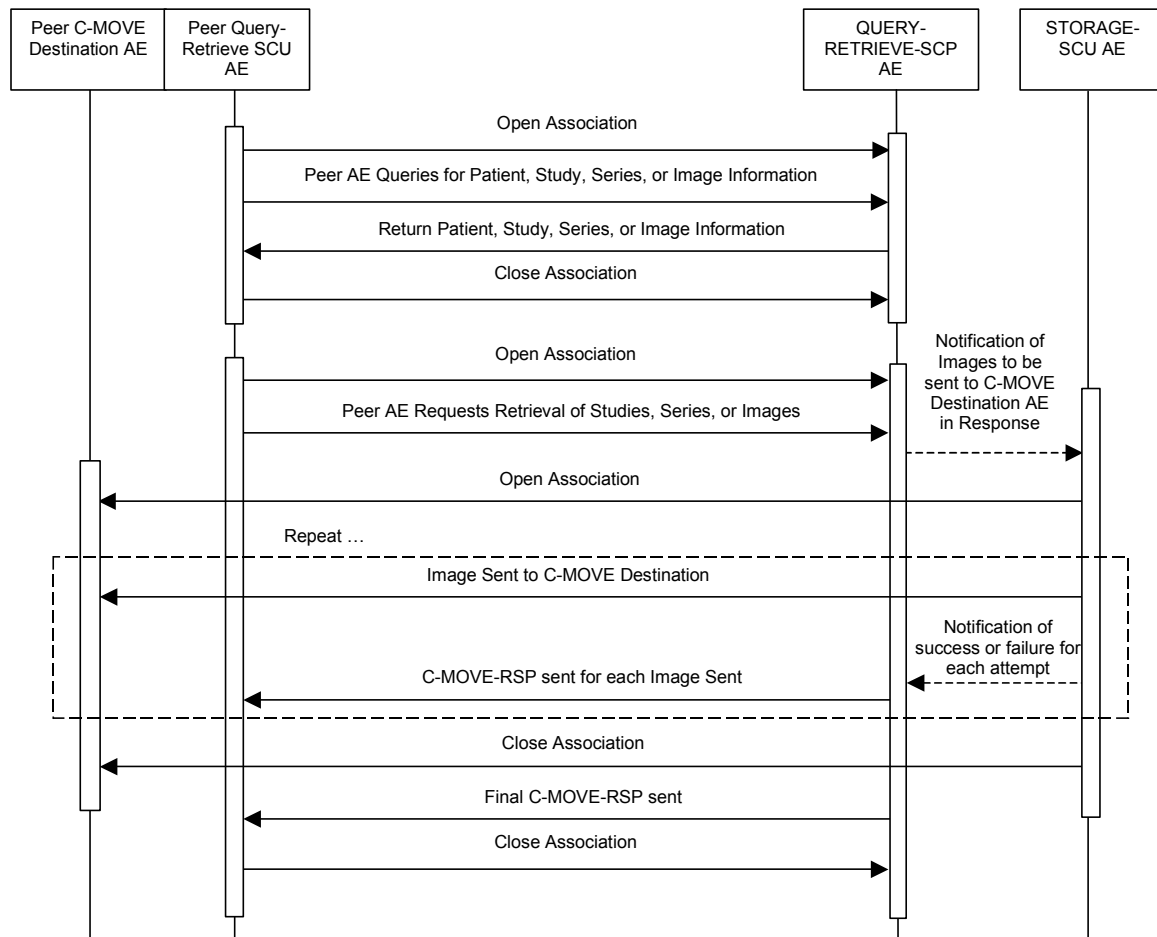 Peer C-MOVE
Destination AE
Peer Query-
Retrieve SCU
AE
QUERY-
RETRIEVE-SCP
AE
STORAGE-
SCU AE
Open Association
Peer AE Queries for Patient, Study, Series, or Image Information
Return Patient, Study, Series, or Image Information
Close Association
Open Association
Notification of
Images to be
sent to C-MOVE
Destination AE
in Response
Peer AE Requests Retrieval of Studies, Series, or Images
Open Association
Repeat …
Image Sent to C-MOVE Destination
Notification of
success or failure for
each attempt
C-MOVE-RSP sent for each Image Sent
Close Association
Final C-MOVE-RSP sent
Close Association